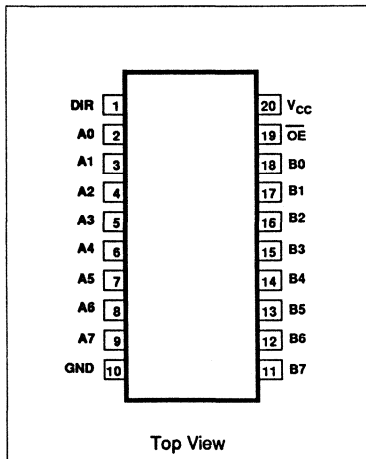 DIR 1 20 VCC
A0 2 19 OE
A1 3 18 B0
A2 4 17 B1
A3 5 16 B2
A4 6 15 B3
A5 7 14 B4
A6 8 13 B5
A7 9 12 B6
GND 10 11 B7
Top View